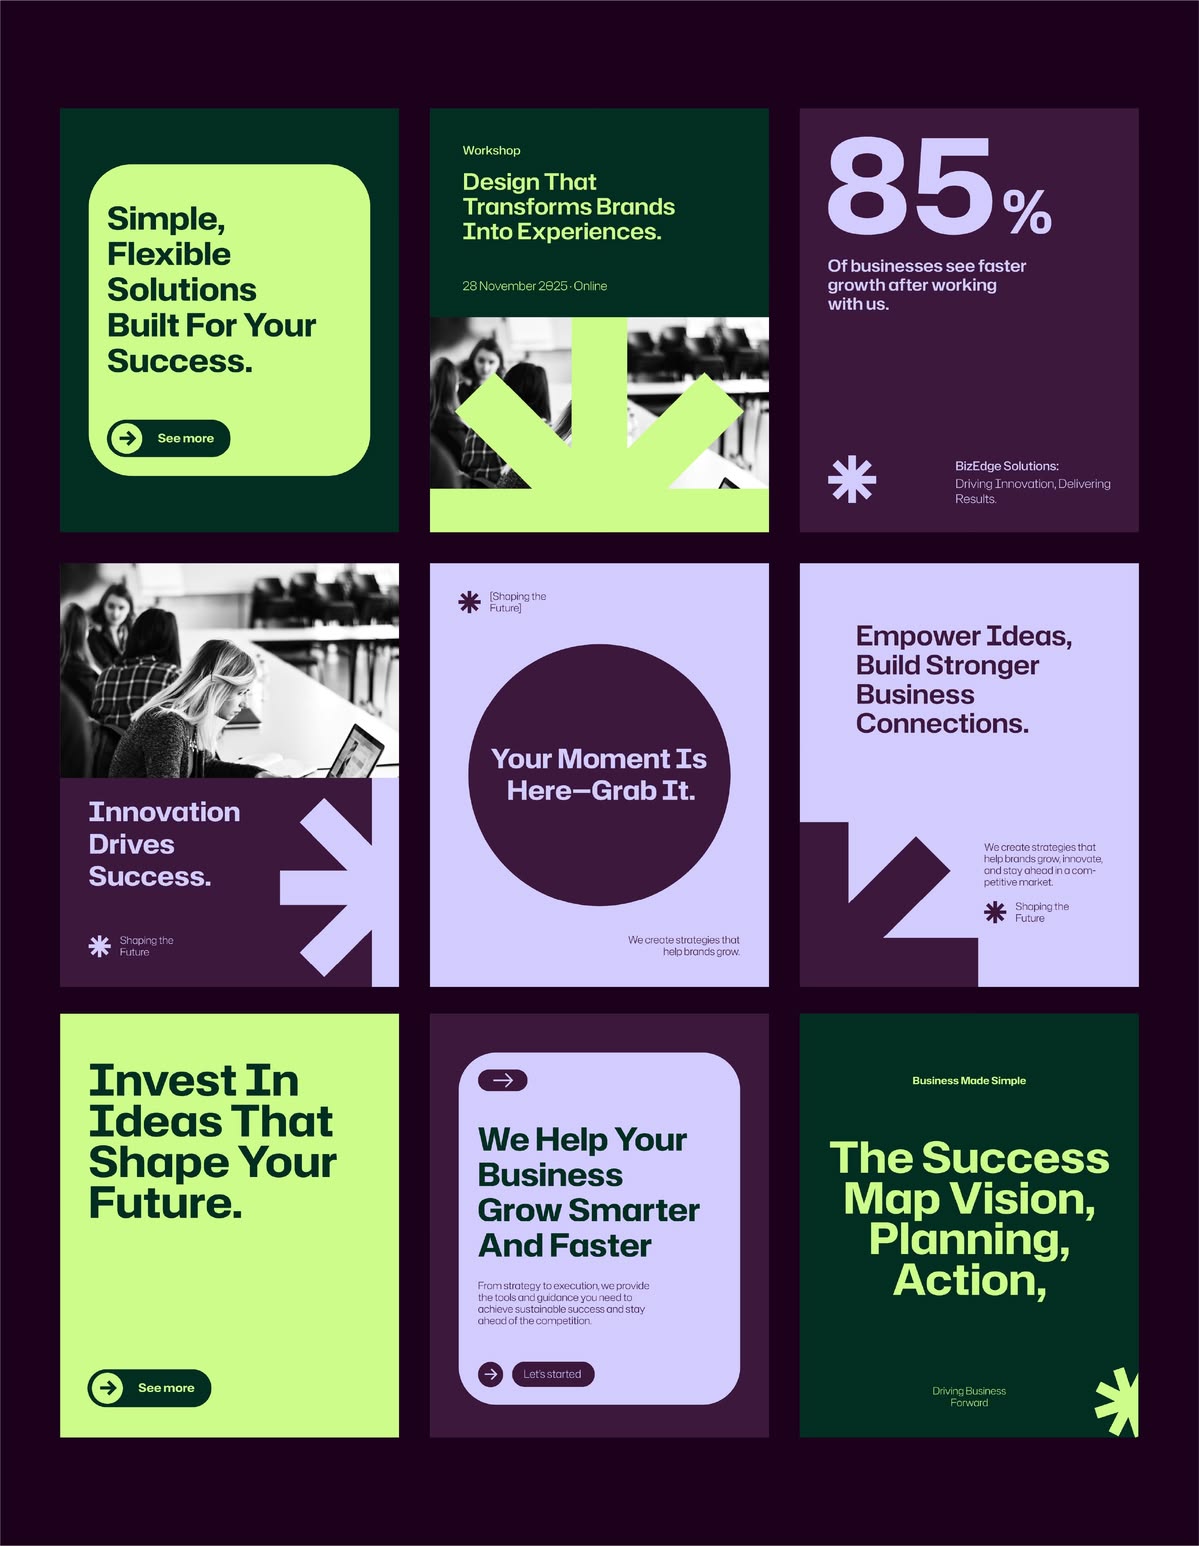 Simple,
Flexible
Solutions
Built For Your
Success.
See more
Workshop
Design That
Transforms Brands
Into Experiences.
28 November 2025 · Online
85%
Of businesses see faster
growth after working
with us.
BizEdge Solutions:
Driving Innovation, Delivering
Results.
Innovation
Drives
Success.
Shaping the
Future
[Shaping the
Future]
Your Moment Is
Here—Grab It.
We create strategies that
help brands grow.
Empower Ideas,
Build Stronger
Business
Connections.
We create strategies that
help brands grow, innovate,
and stay ahead in a com-
petitive market.
Shaping the
Future
Invest In
Ideas That
Shape Your
Future.
See more
We Help Your
Business
Grow Smarter
And Faster
From strategy to execution, we provide
the tools and guidance you need to
achieve sustainable success and stay
ahead of the competition.
Let's started
Business Made Simple
The Success
Map Vision,
Planning,
Action,
Driving Business
Forward